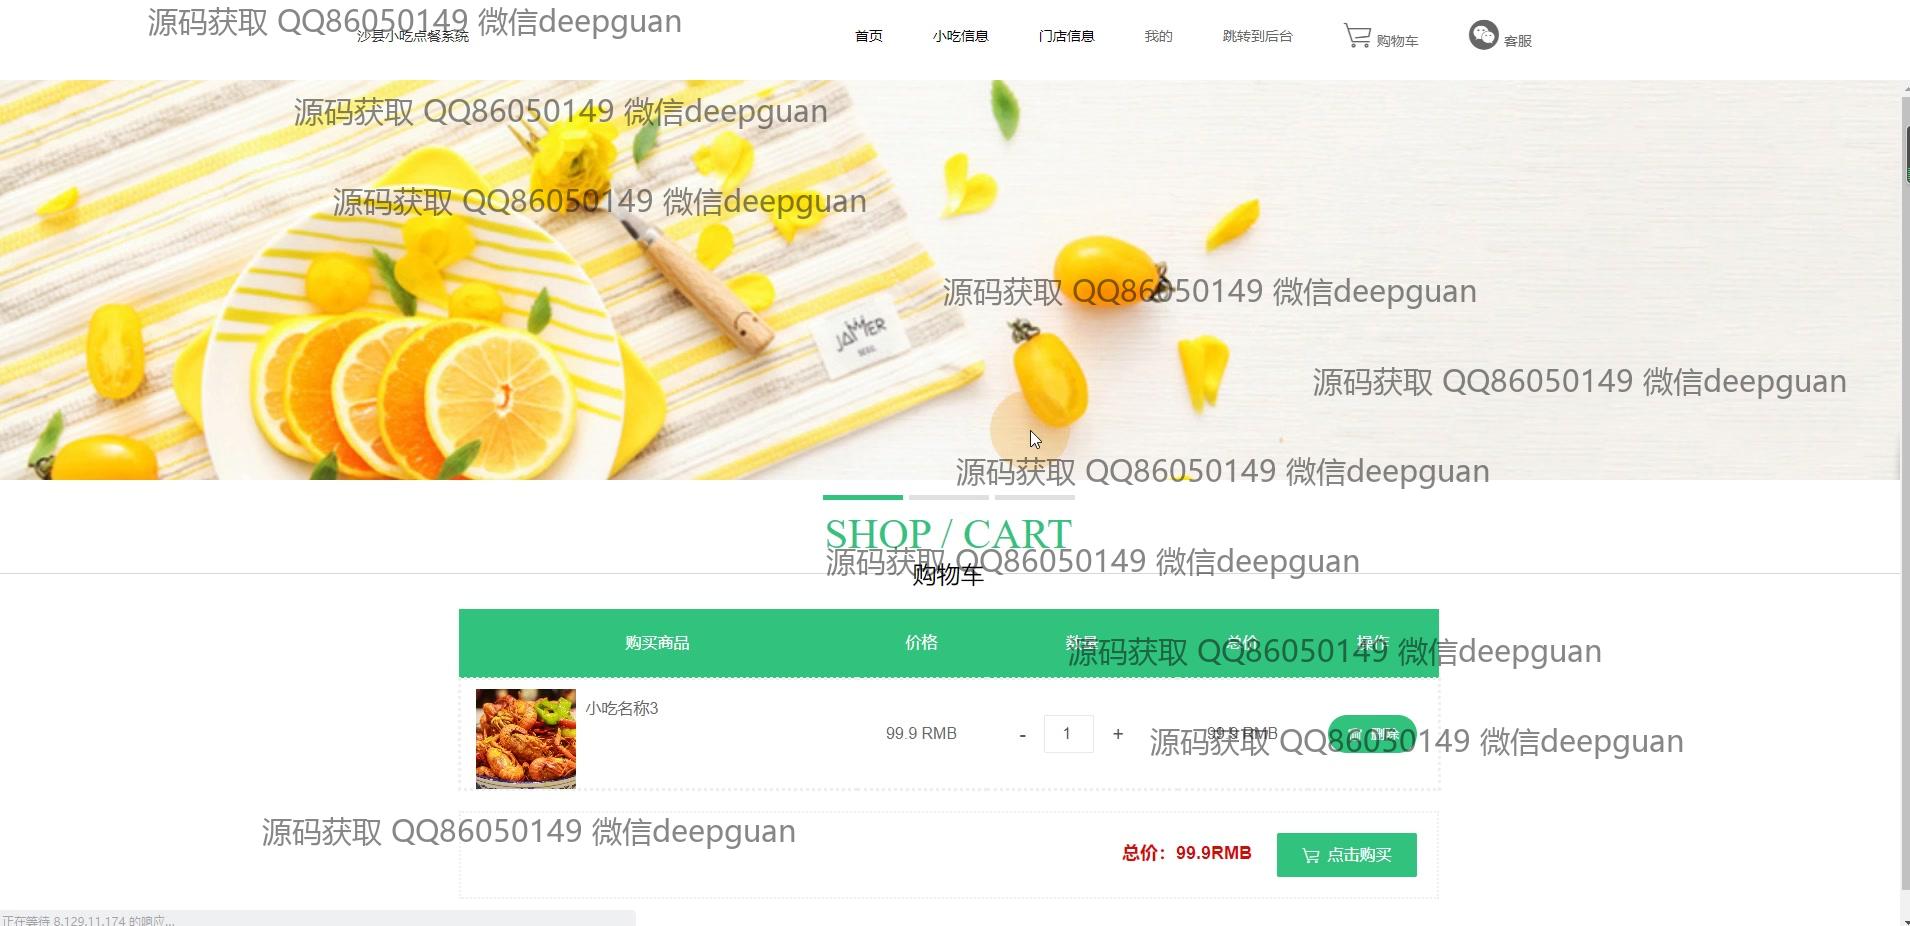 源码获取 QQ86050149 微信deepguan
沙县小吃点餐系统
首页 小吃信息 门店信息 我的 跳转到后台 购物车 客服
源码获取 QQ86050149 微信deepguan
源码获取 QQ86050149 微信deepguan
源码获取 QQ86050149 微信deepguan
JAMIER
源码获取 QQ86050149 微信deepguan
源码获取 QQ86050149 微信deepguan
SHOP / CART
源码获取 QQ86050149 微信deepguan
购物车
购买商品 价格 数量 总价 操作
源码获取 QQ86050149 微信deepguan
小吃名称3
99.9 RMB - 1 + 99.9 RMB 删除
源码获取 QQ86050149 微信deepguan
源码获取 QQ86050149 微信deepguan
总价：99.9RMB 点击购买
正在等待 8.129.11.174 的响应...